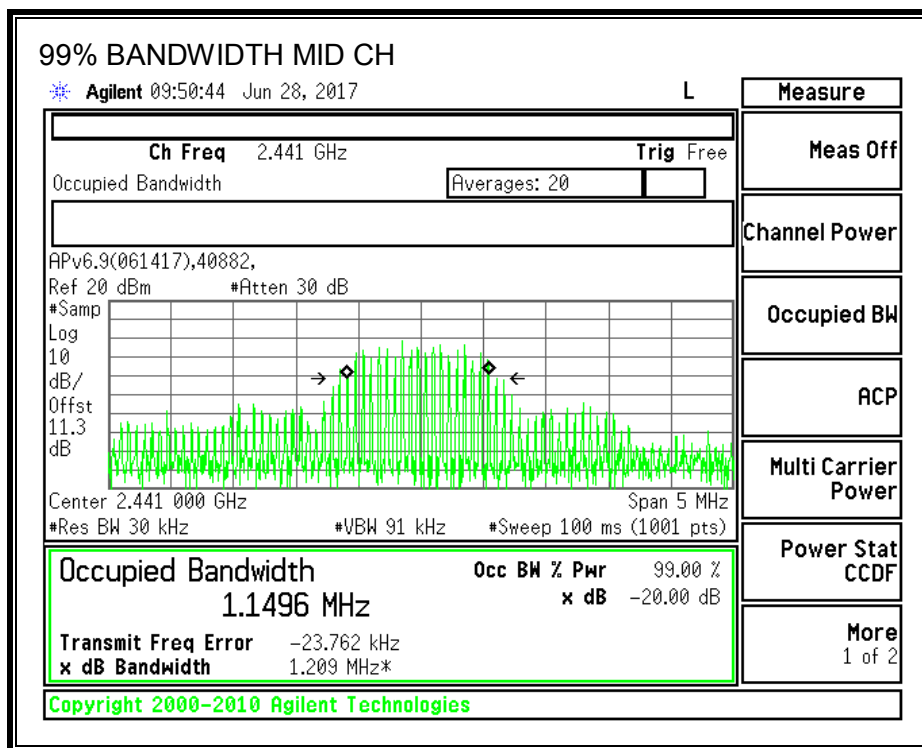 99% BANDWIDTH MID CH
Agilent 09:50:44 Jun 28, 2017 L
Measure
Ch Freq 2.441 GHz Trig Free
Meas Off
Occupied Bandwidth Averages: 20
Channel Power
APv6.9(061417),40882,
Ref 20 dBm #Atten 30 dB
#Samp
Log
10
dB/
Offst
11.3
dB
Occupied BW
ACP
Multi Carrier
Power
Center 2.441 000 GHz Span 5 MHz
#Res BW 30 kHz #VBW 91 kHz #Sweep 100 ms (1001 pts)
Power Stat
CCDF
Occupied Bandwidth Occ BW % Pwr 99.00 %
1.1496 MHz x dB -20.00 dB
Transmit Freq Error -23.762 kHz
x dB Bandwidth 1.209 MHz*
More
1 of 2
Copyright 2000-2010 Agilent Technologies